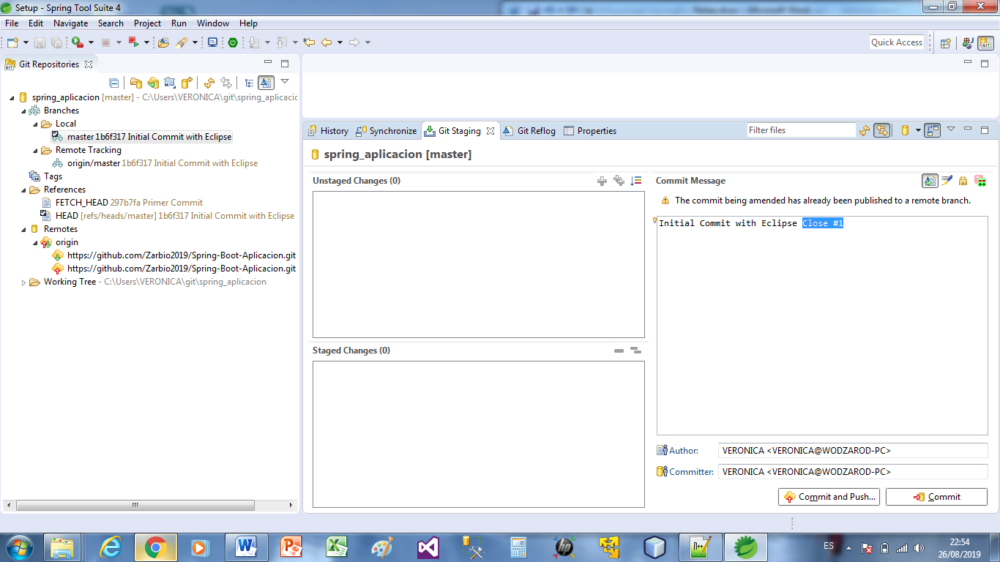 Setup - Spring Tool Suite 4
File Edit Navigate Search Project Run Window Help
Quick Access
Git Repositories
spring_aplicacion [master] - C:\Users\VERONICA\git\spring_aplicacic
Branches
Local
master 1b6f317 Initial Commit with Eclipse
Remote Tracking
origin/master 1b6f317 Initial Commit with Eclipse
Tags
References
FETCH_HEAD 297b7fa Primer Commit
HEAD [refs/heads/master] 1b6f317 Initial Commit with Eclipse
Remotes
origin
https://github.com/Zarbio2019/Spring-Boot-Aplicacion.git
https://github.com/Zarbio2019/Spring-Boot-Aplicacion.git
Working Tree - C:\Users\VERONICA\git\spring_aplicacion
History Synchronize Git Staging Git Reflog Properties
Filter files
spring_aplicacion [master]
Unstaged Changes (0)
Staged Changes (0)
Commit Message
The commit being amended has already been published to a remote branch.
Initial Commit with Eclipse Close #1
Author: VERONICA <VERONICA@WODZAROD-PC>
Committer: VERONICA <VERONICA@WODZAROD-PC>
Commit and Push... Commit
ES
22:54
26/08/2019